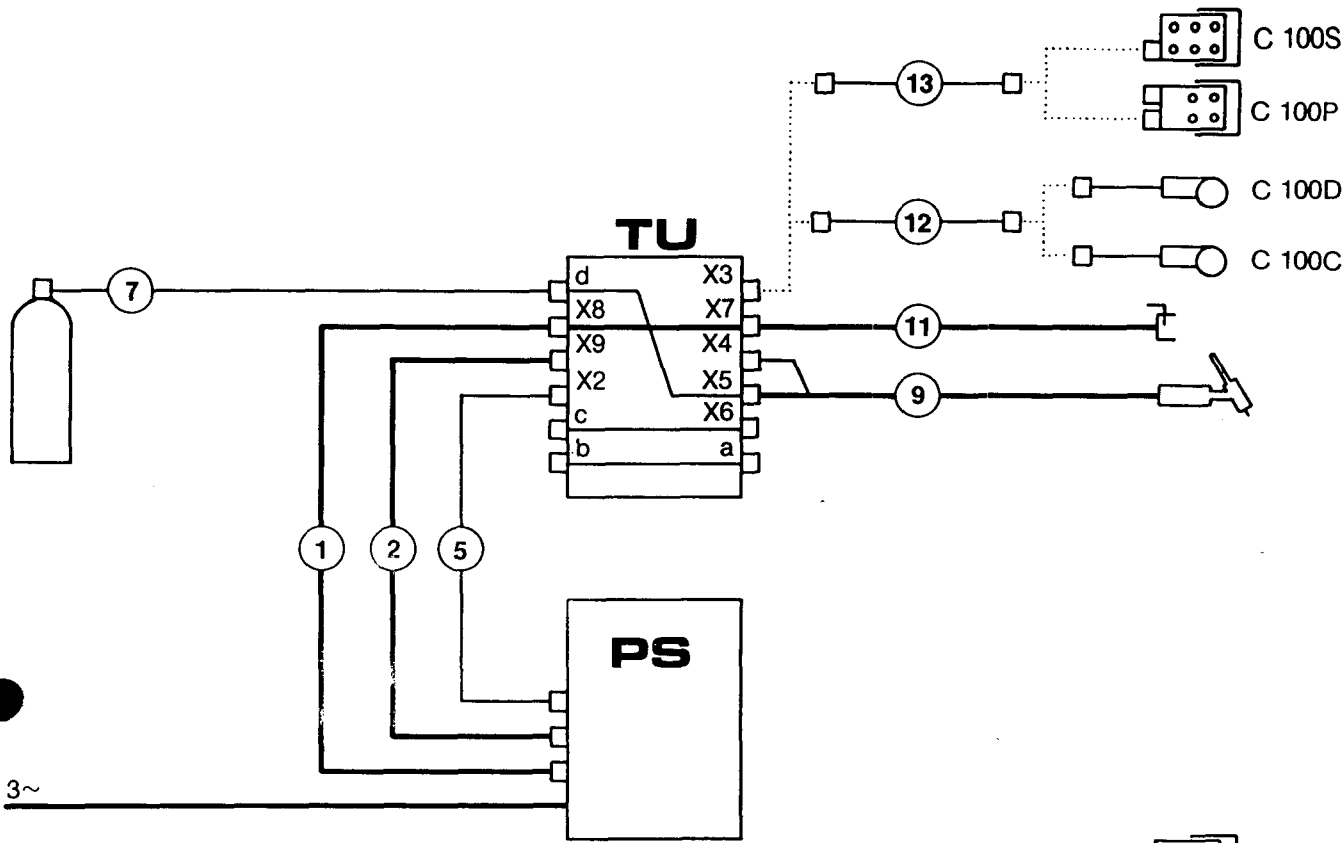 C 100S
13
C 100P
C 100D
12
TU
C 100C
d X3
7
X8 X7
11
X9 X4
X2 X5
9
c X6
b a
1 2 5
PS
3~